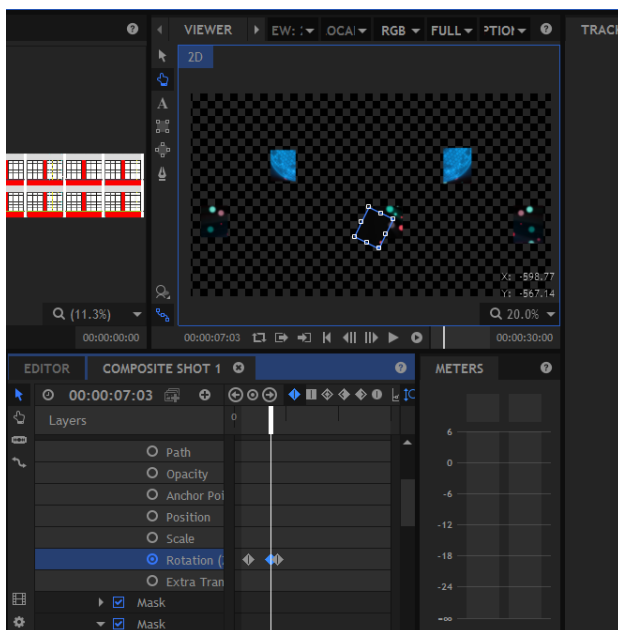 VIEWER EW: OCAL RGB FULL PTION TRACK
2D
A
X: -598.77
Y: -567.14
(11.3%) 20.0%
00:00:00:00 00:00:07:03 00:00:30:00
EDITOR COMPOSITE SHOT 1 METERS
00:00:07:03
Layers 0
Path
Opacity
Anchor Poi
Position
Scale
Rotation (
Extra Tran
Mask
Mask
6
0
-6
-12
-18
-24
-∞